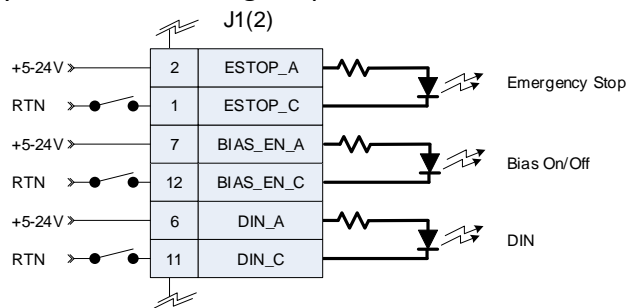 J1(2)
+5-24V 2 ESTOP_A
Emergency Stop
RTN 1 ESTOP_C
+5-24V 7 BIAS_EN_A
Bias On/Off
RTN 12 BIAS_EN_C
+5-24V 6 DIN_A
DIN
RTN 11 DIN_C